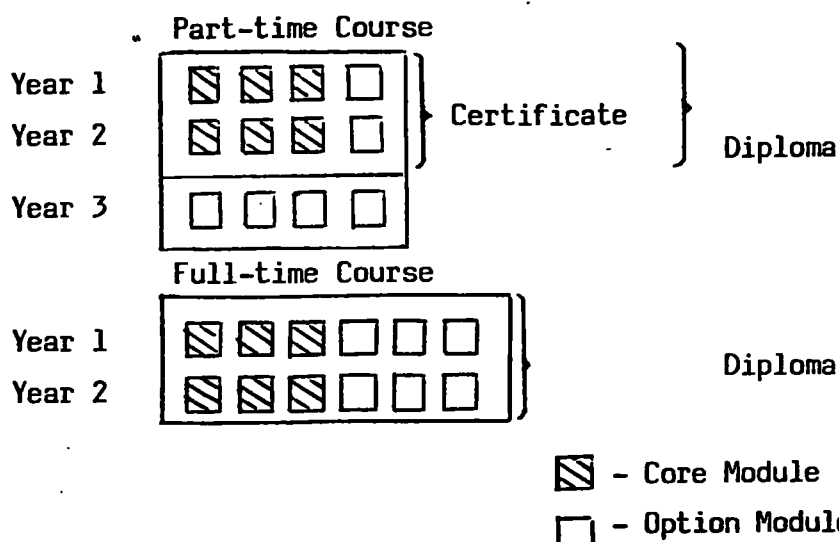 Part-time Course
Year 1
Certificate
Year 2
Diploma
Year 3
Full-time Course
Year 1
Diploma
Year 2
- Core Module
- Option Module